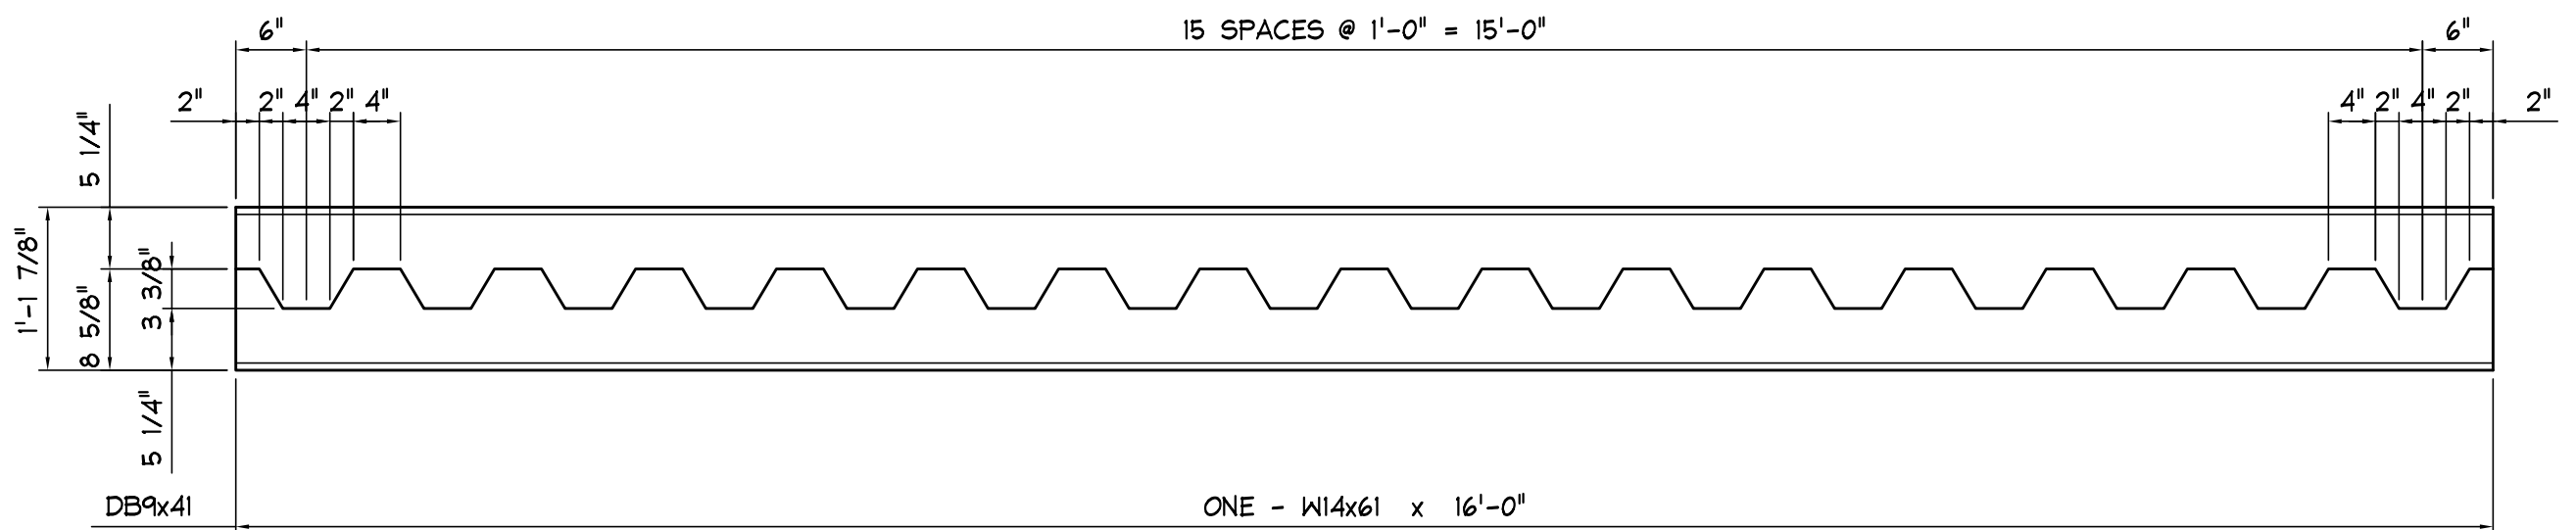 6" 15 SPACES @ 1'-0" = 15'-0" 6"
2" 2" 4" 2" 4" 4" 2" 4" 2" 2"
5 1/4"
1'-1 7/8"
8 5/8"
3 3/8"
5 1/4"
DB9x41 ONE - W14x61 x 16'-0"